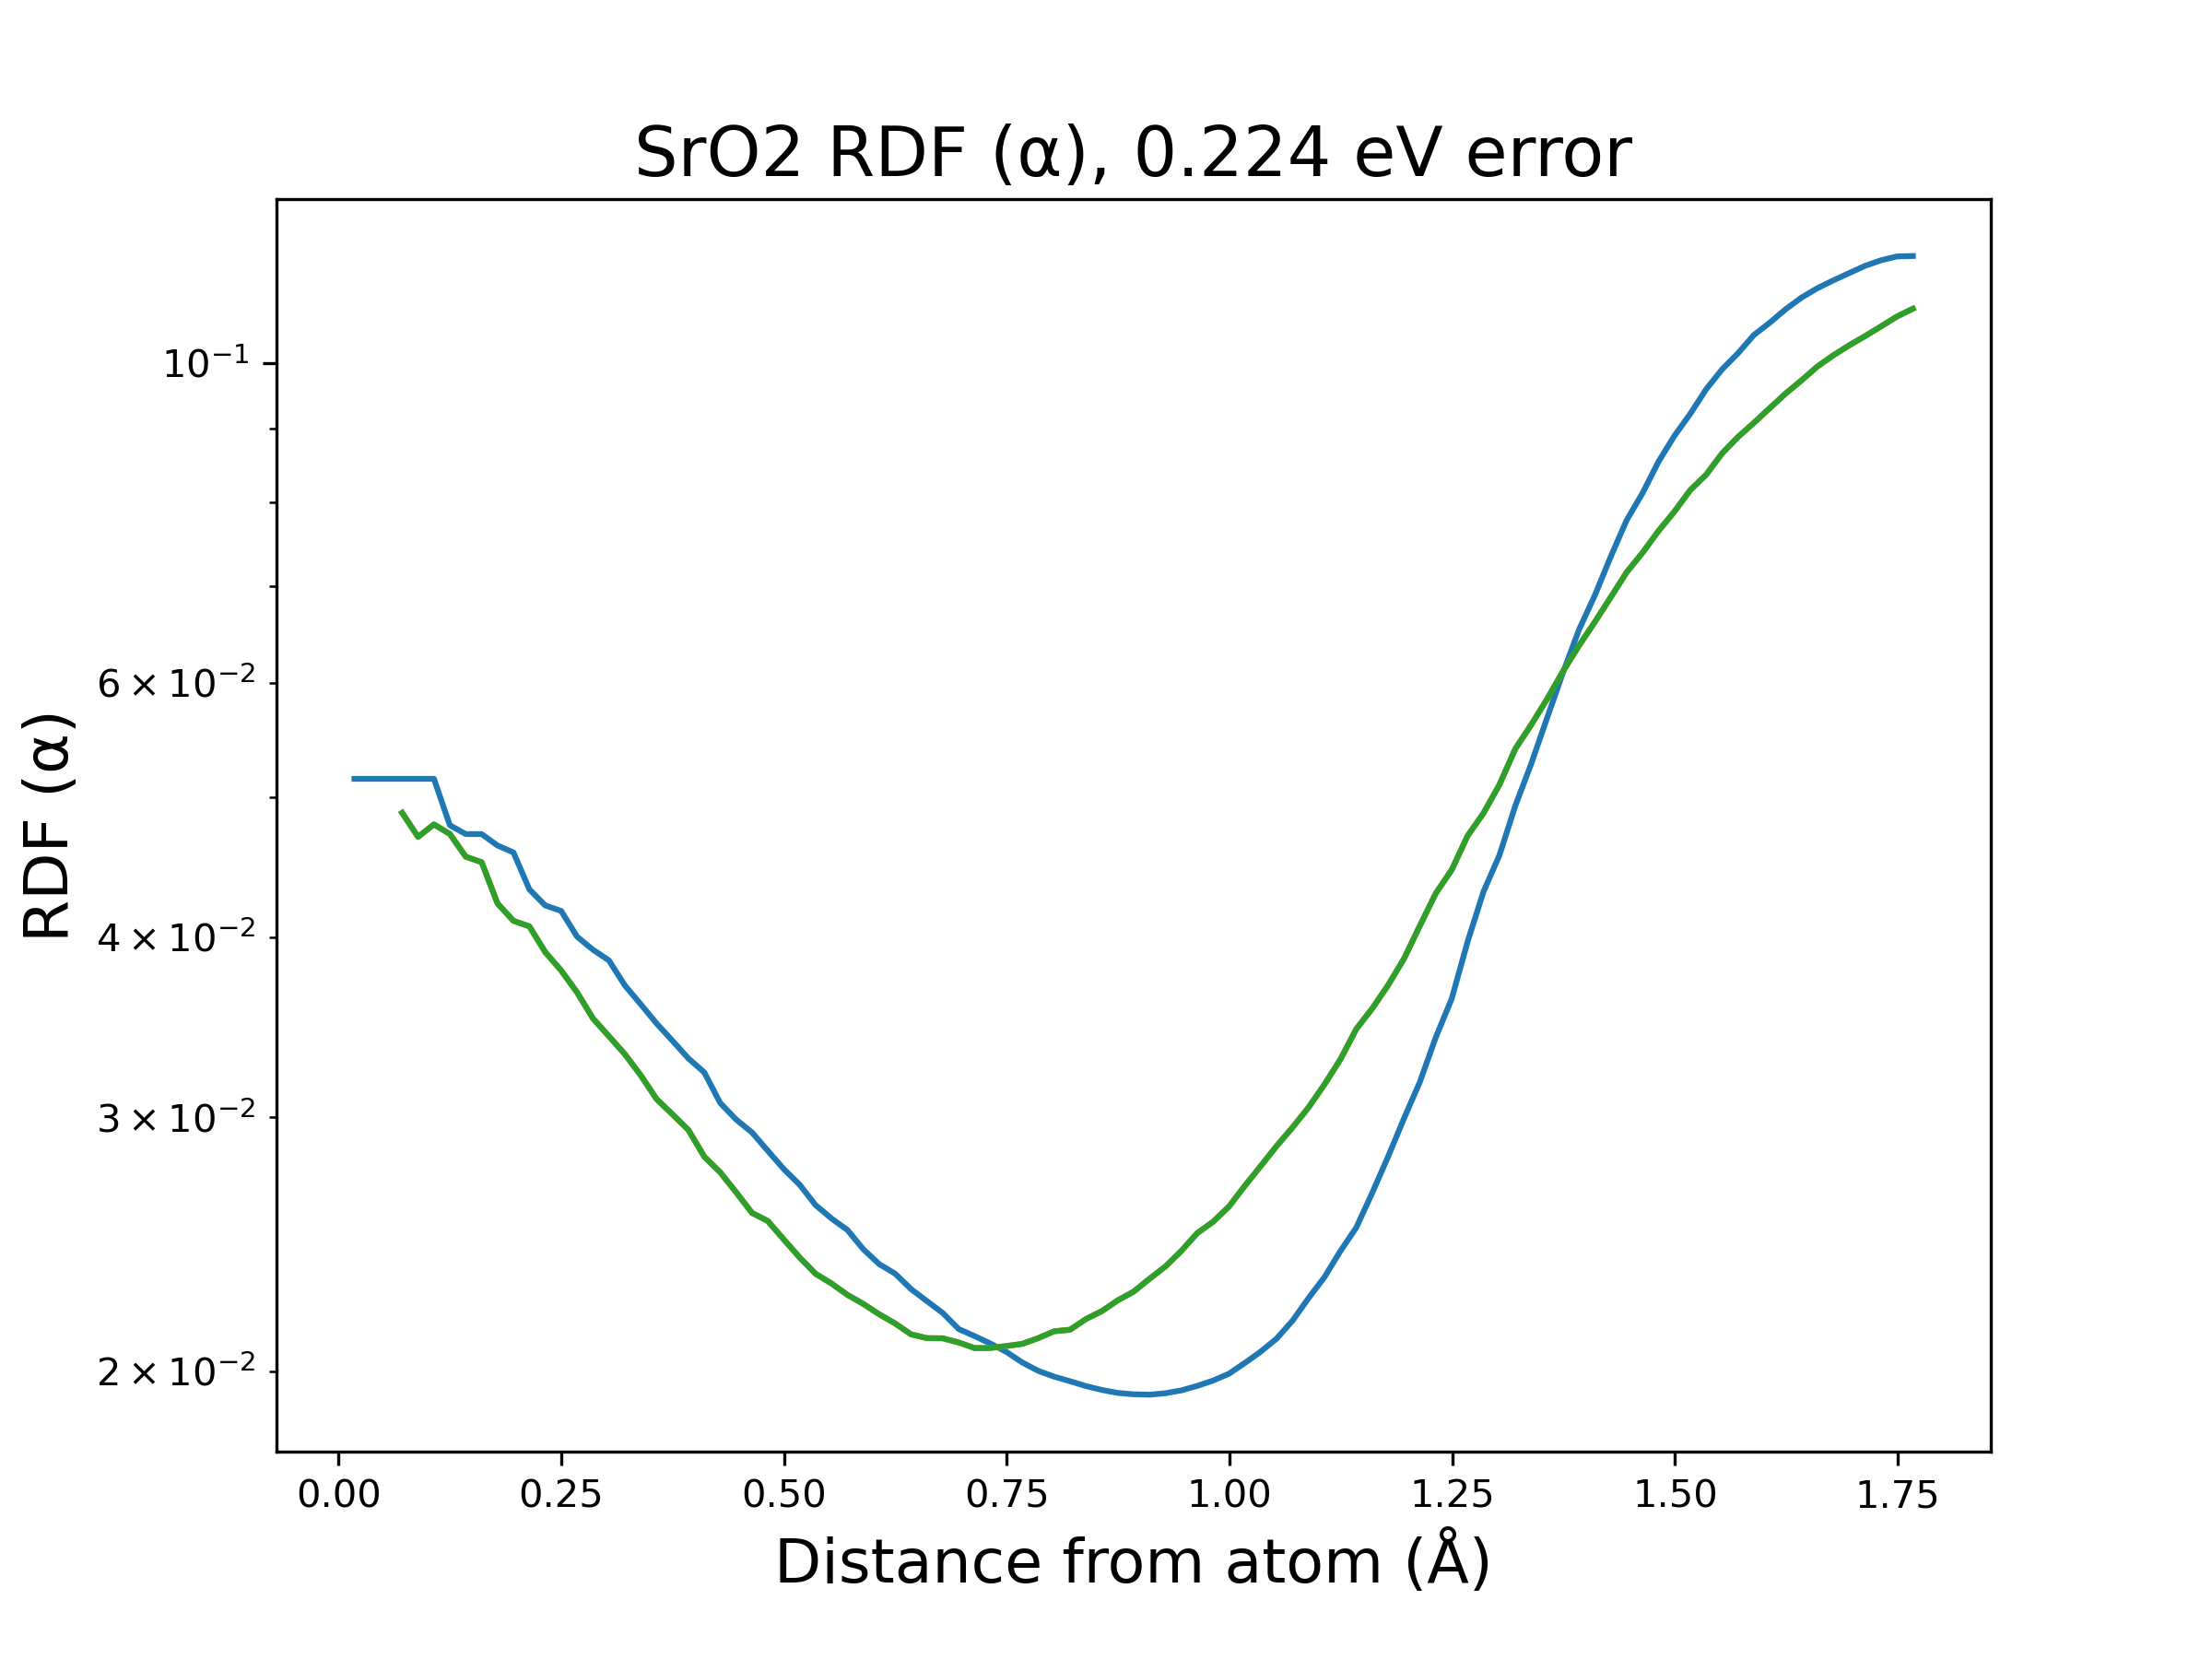 SrO2 RDF (α), 0.224 eV error
RDF (α)
10⁻¹
6 × 10⁻²
4 × 10⁻²
3 × 10⁻²
2 × 10⁻²
0.00 0.25 0.50 0.75 1.00 1.25 1.50 1.75
Distance from atom (Å)